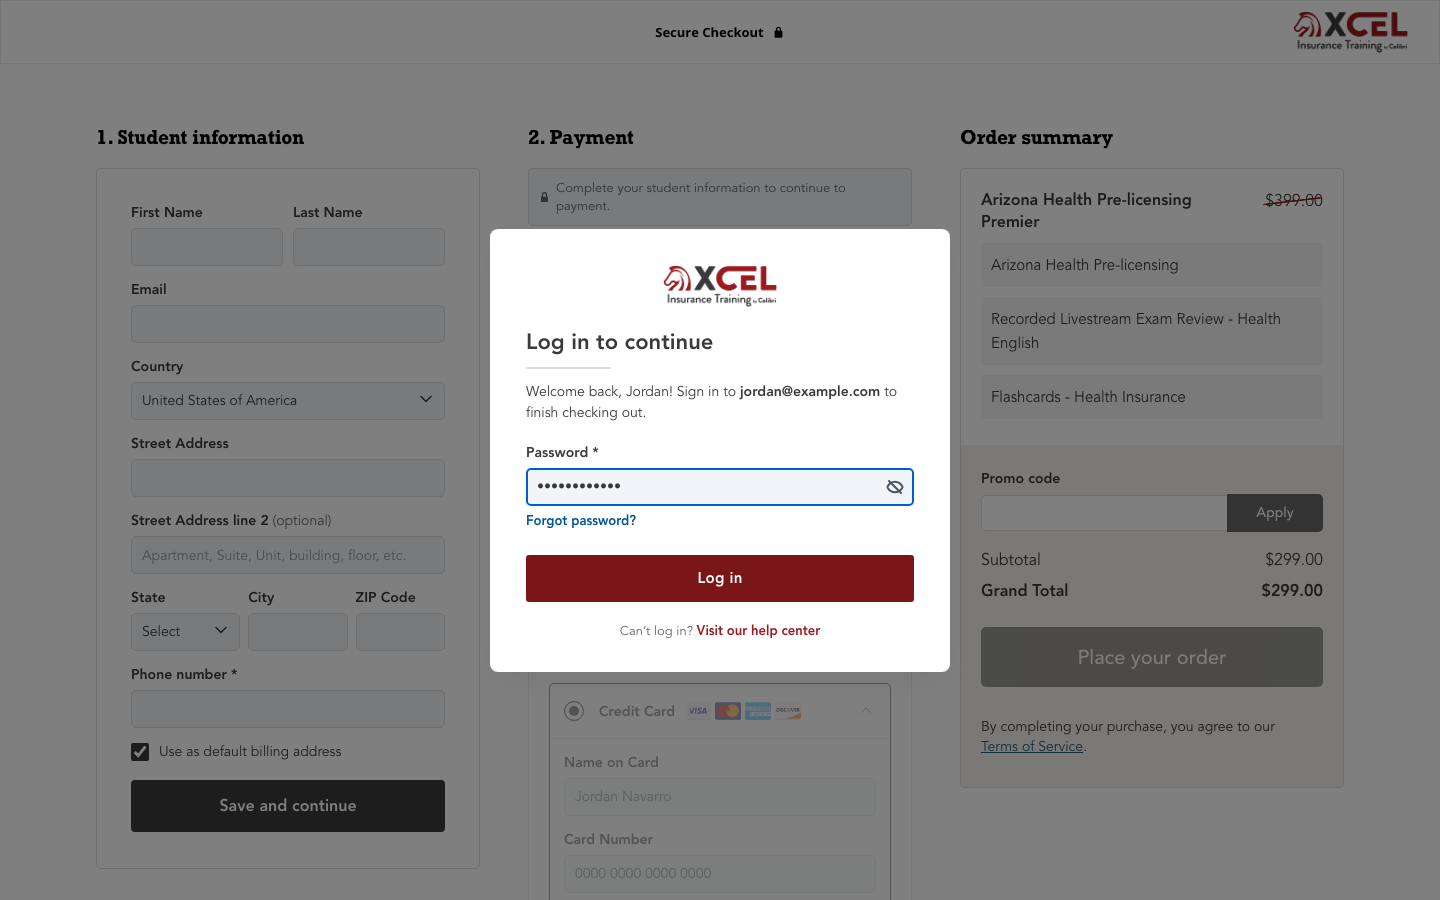 Secure Checkout
XCEL
Insurance Training by Colibri
1. Student information
First Name
Last Name
Email
Country
United States of America
Street Address
Street Address line 2 (optional)
Apartment, Suite, Unit, building, floor, etc.
State
City
ZIP Code
Select
Phone number *
Use as default billing address
Save and continue
2. Payment
Complete your student information to continue to
payment.
XCEL
Insurance Training by Colibri
Log in to continue
Welcome back, Jordan! Sign in to jordan@example.com to
finish checking out.
Password *
••••••••••••
Forgot password?
Log in
Can't log in? Visit our help center
Credit Card VISA DISCOVER
Name on Card
Jordan Navarro
Card Number
0000 0000 0000 0000
Order summary
Arizona Health Pre-licensing
Premier
$399.00
Arizona Health Pre-licensing
Recorded Livestream Exam Review - Health
English
Flashcards - Health Insurance
Promo code
Apply
Subtotal
$299.00
Grand Total
$299.00
Place your order
By completing your purchase, you agree to our
Terms of Service.